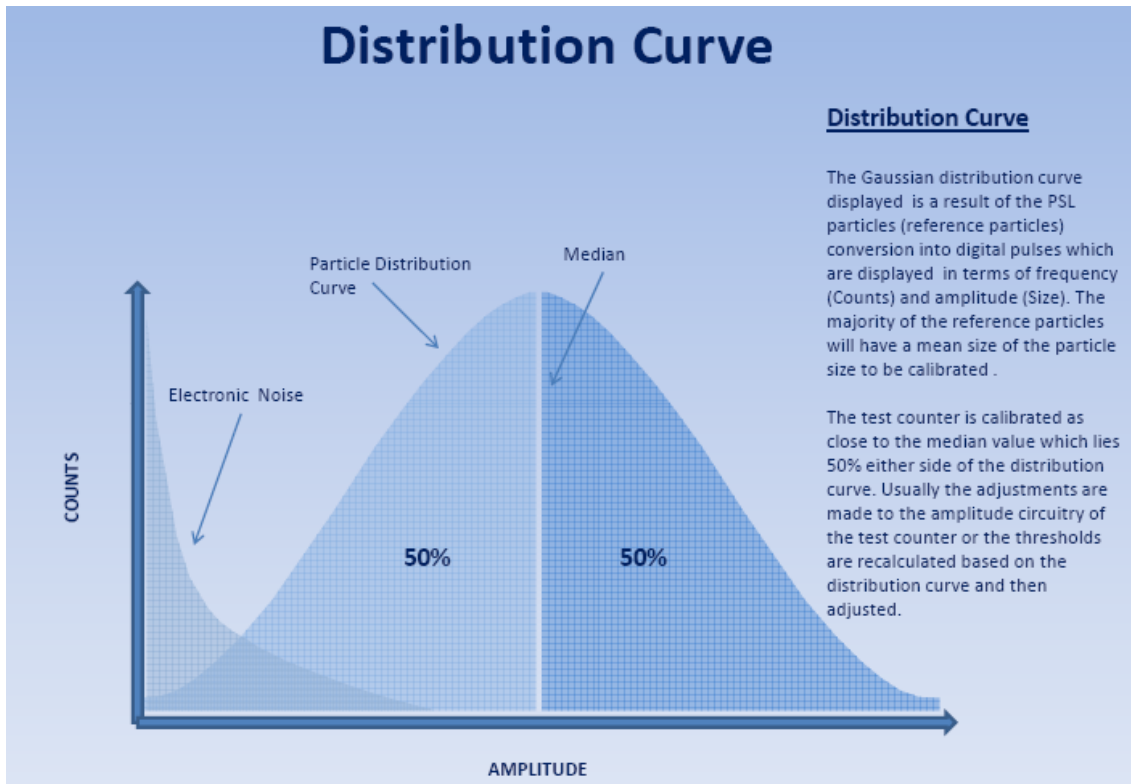 Distribution Curve
Distribution Curve
The Gaussian distribution curve
displayed is a result of the PSL
particles (reference particles)
conversion into digital pulses which
are displayed in terms of frequency
(Counts) and amplitude (Size). The
majority of the reference particles
will have a mean size of the particle
size to be calibrated .
The test counter is calibrated as
close to the median value which lies
50% either side of the distribution
curve. Usually the adjustments are
made to the amplitude circuitry of
the test counter or the thresholds
are recalculated based on the
distribution curve and then
adjusted.
Particle Distribution
Curve
Median
Electronic Noise
COUNTS
50%
50%
AMPLITUDE